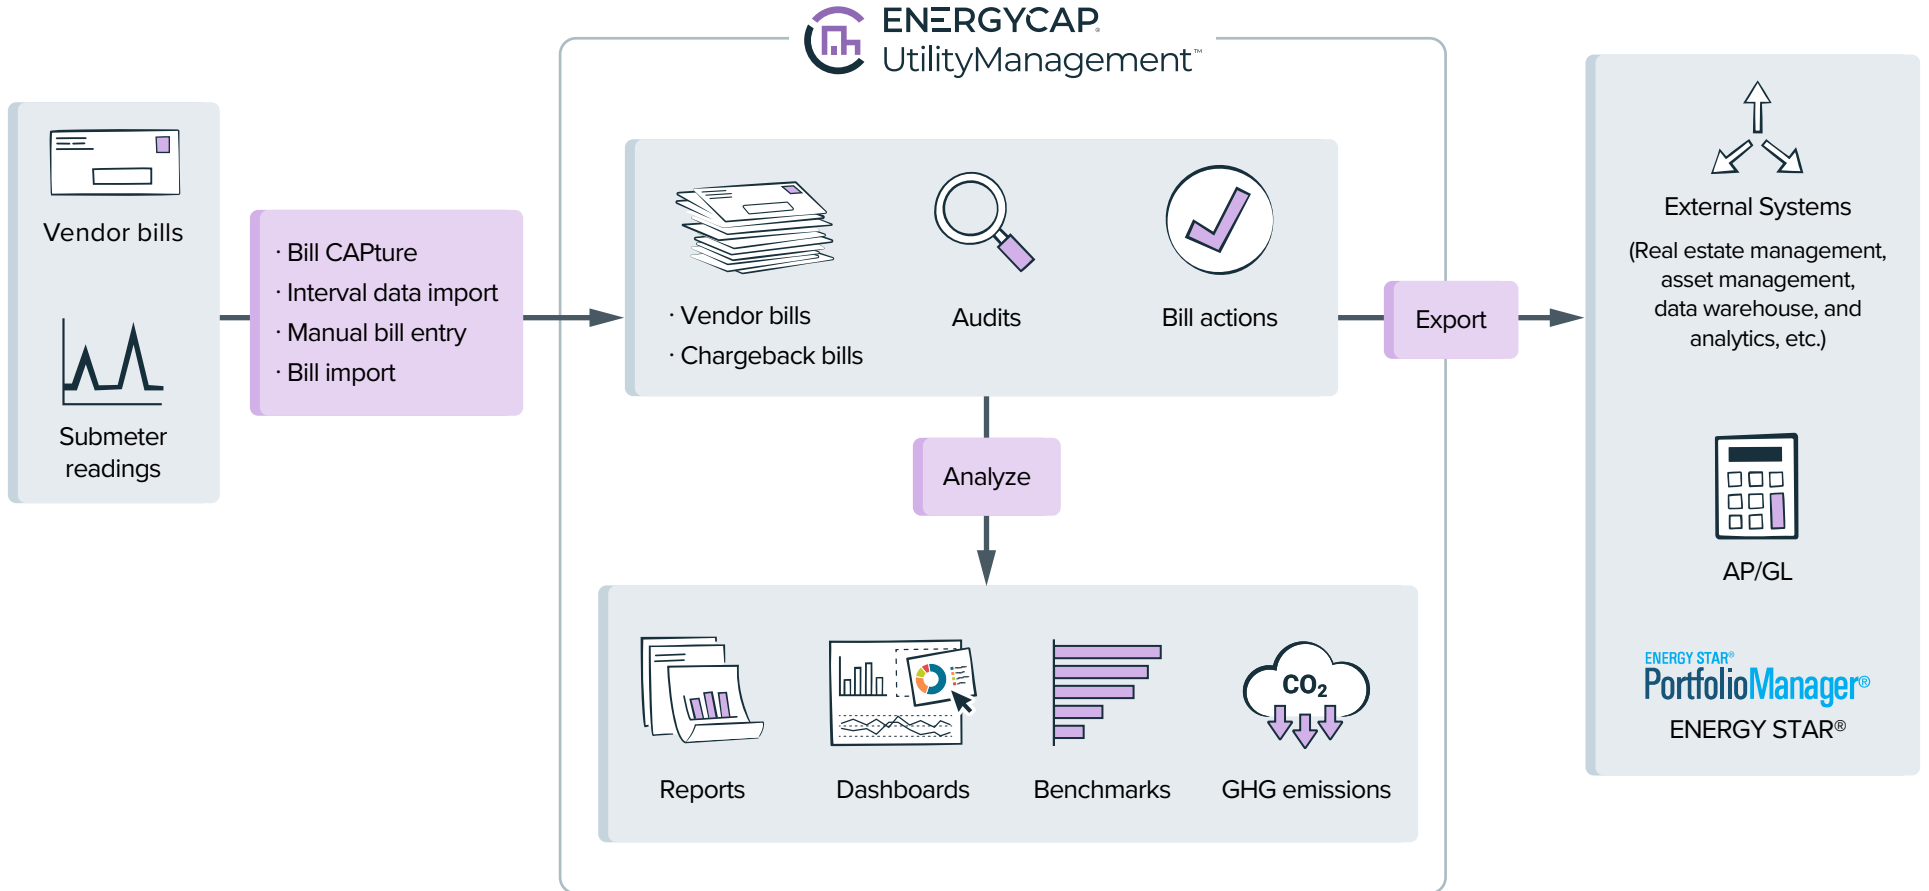 ENERGYCAP®
UtilityManagement™
Vendor bills
Submeter
readings
· Bill CAPture
· Interval data import
· Manual bill entry
· Bill import
· Vendor bills
· Chargeback bills
Audits
Bill actions
Export
Analyze
Reports
Dashboards
Benchmarks
CO₂
GHG emissions
External Systems
(Real estate management,
asset management,
data warehouse, and
analytics, etc.)
AP/GL
ENERGY STAR®
PortfolioManager®
ENERGY STAR®